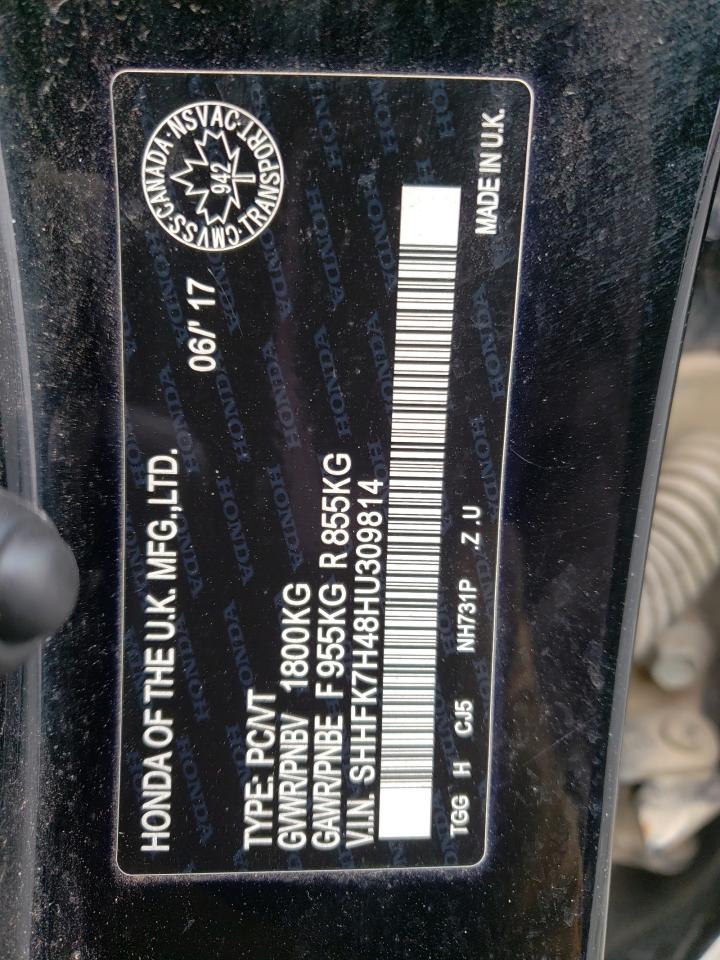 HONDA OF THE U.K. MFG.,LTD.
06/' 17
CMVSS·CANADA·NSVAC·TRANSPORT·
942
TYPE: PC/VT
GVWR/PNBV 1800KG
GAWR/PNBE F 955KG R 855KG
V.I.N. SHHFK7H48HU309814
TGG H CJ5 NH731P .Z .U
MADE IN U.K.